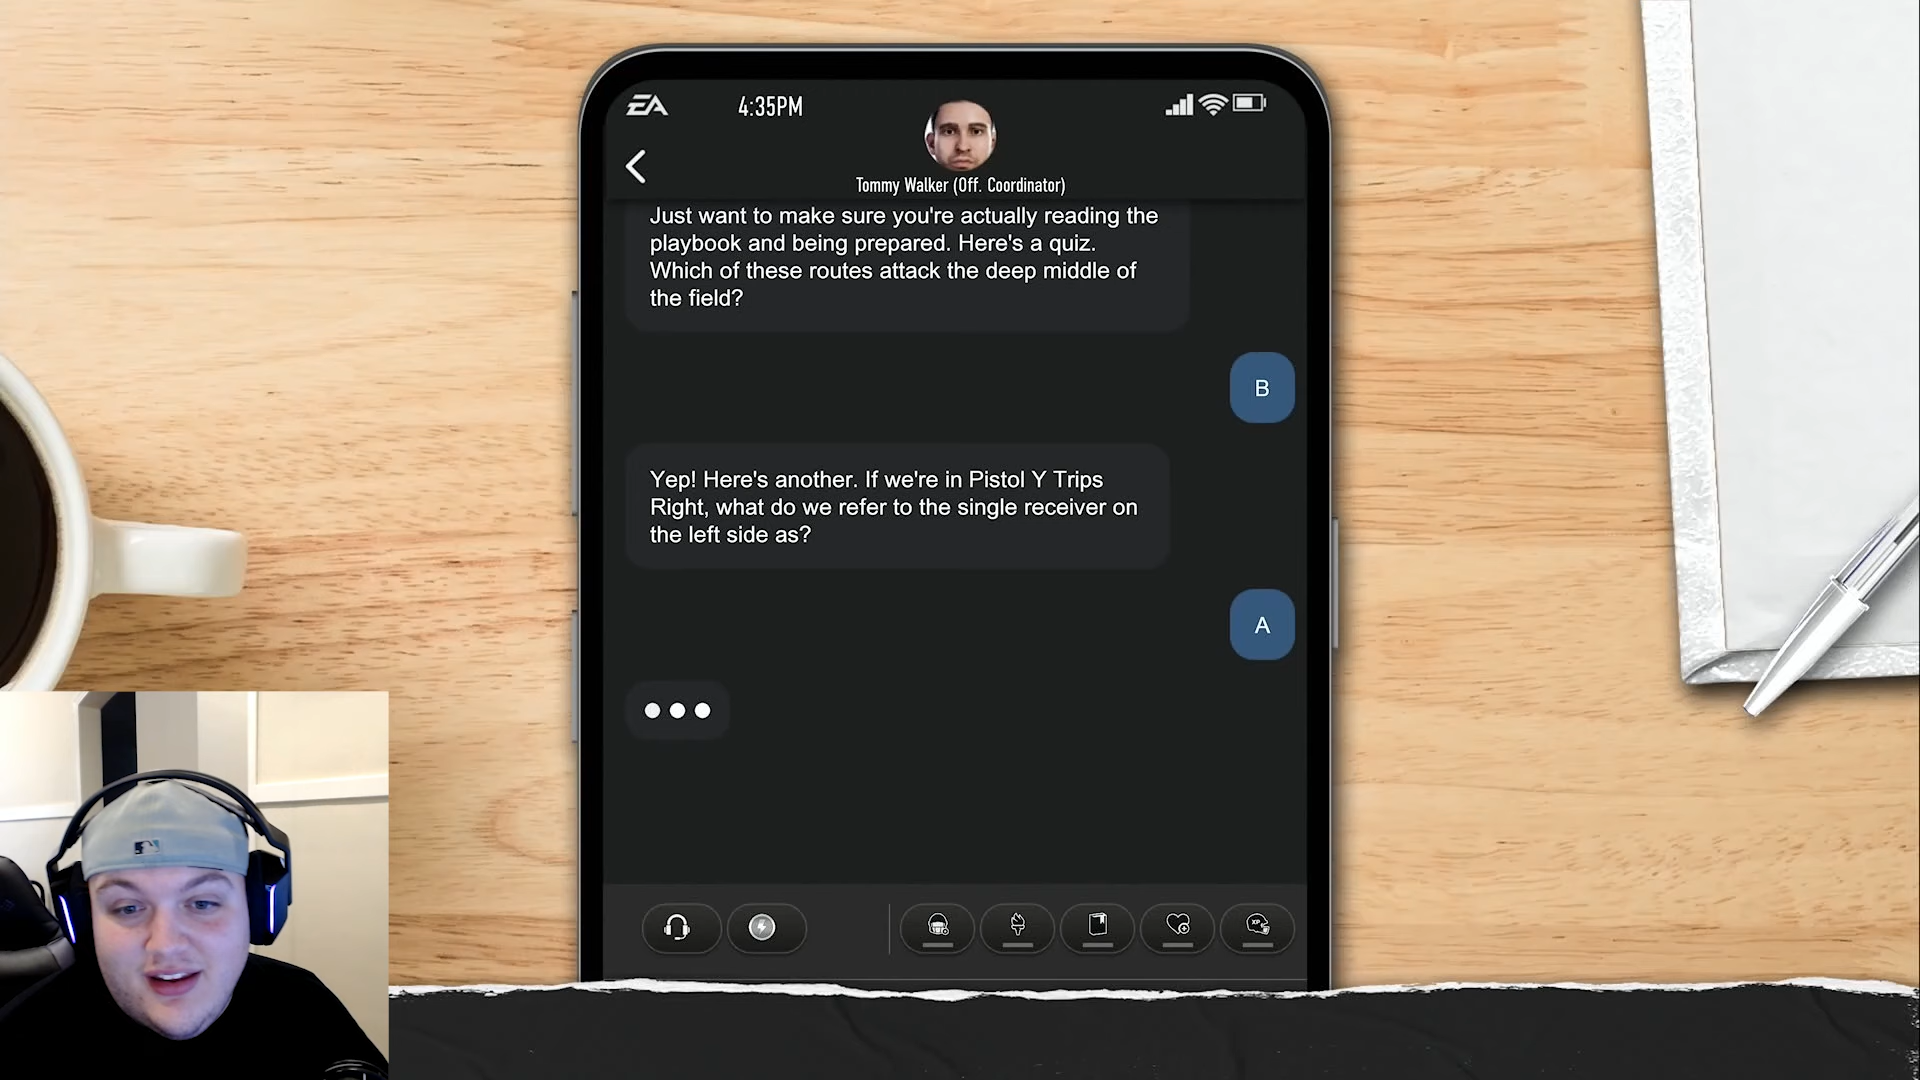 EA
4:35PM
Tommy Walker (Off. Coordinator)
Just want to make sure you're actually reading the
playbook and being prepared. Here's a quiz.
Which of these routes attack the deep middle of
the field?
B
Yep! Here's another. If we're in Pistol Y Trips
Right, what do we refer to the single receiver on
the left side as?
A
XP